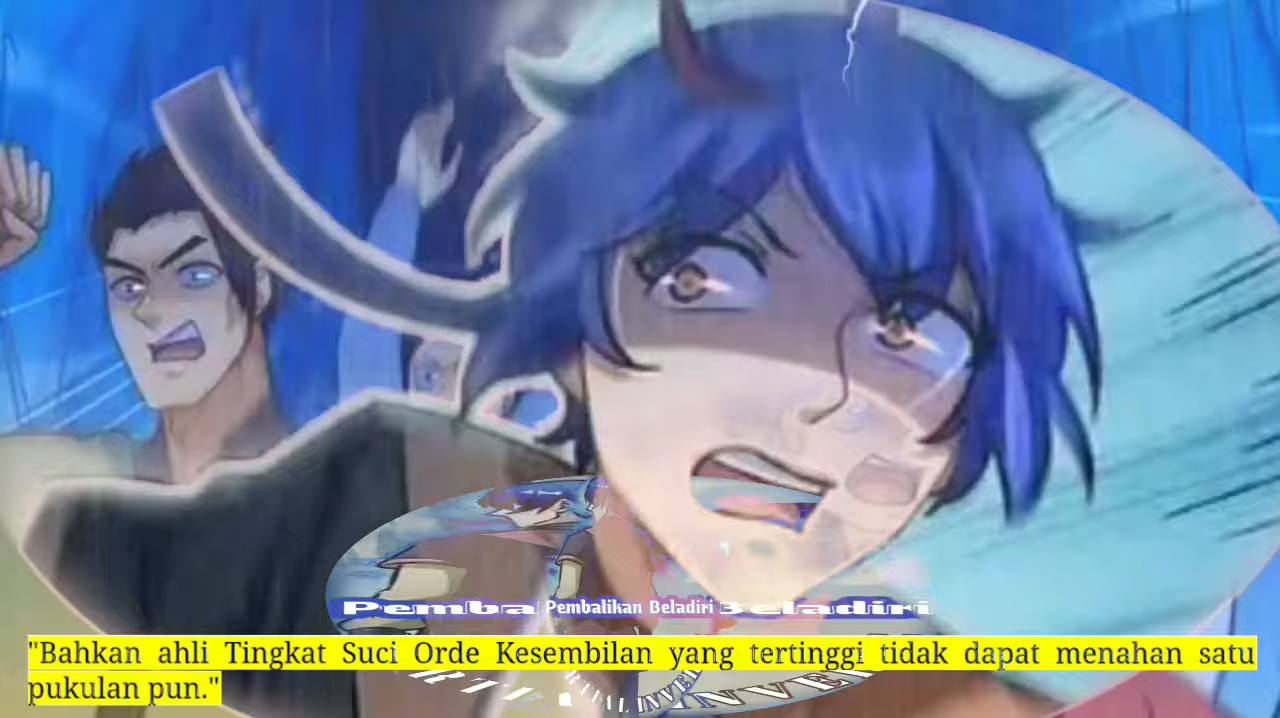 Pembalikan Beladiri
"Bahkan ahli Tingkat Suci Orde Kesembilan yang tertinggi tidak dapat menahan satu
pukulan pun."